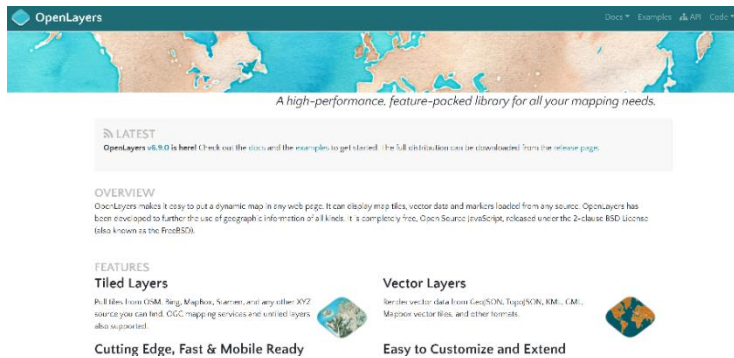 OpenLayers
Docs Examples API Code
A high-performance, feature-packed library for all your mapping needs.
LATEST
OpenLayers v6.9.0 is here! Check out the docs and the examples to get started. The full distribution can be downloaded from the release page.
OVERVIEW
OpenLayers makes it easy to put a dynamic map in any web page. It can display map tiles, vector data and markers loaded from any source. OpenLayers has
been developed to further the use of geographic information of all kinds. It is completely free, Open Source JavaScript, released under the 2-clause BSD License
(also known as the FreeBSD).
FEATURES
Tiled Layers
Pull tiles from OSM, Bing, MapBox, Stamen, and any other XYZ
source you can find. OGC mapping services and untiled layers
also supported.
Vector Layers
Render vector data from GeoJSON, TopoJSON, KML, GML,
Mapbox vector tiles, and other formats.
Cutting Edge, Fast & Mobile Ready
Easy to Customize and Extend